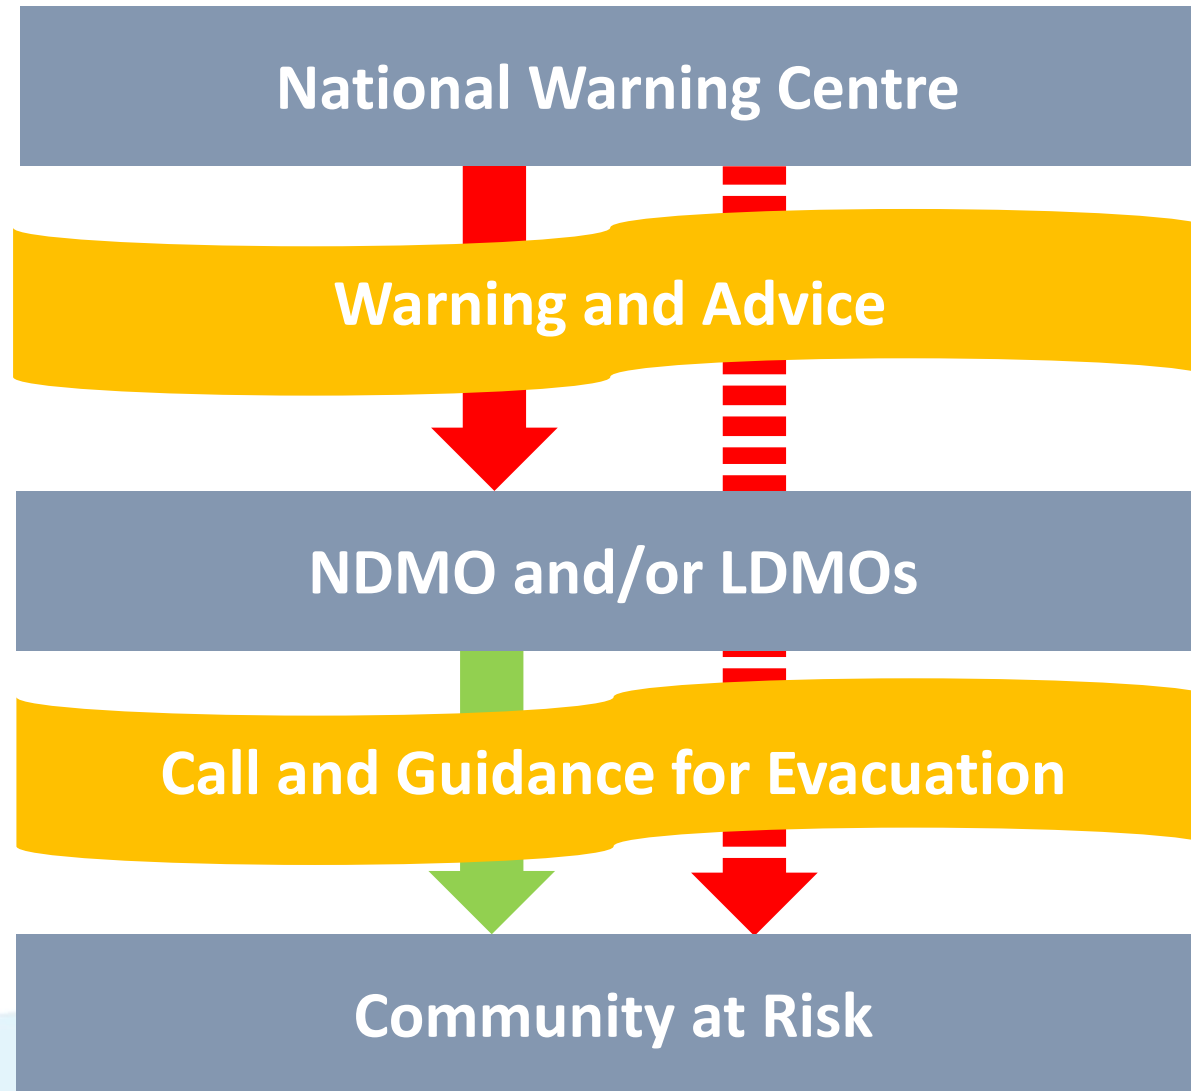 National Warning Centre
Warning and Advice
NDMO and/or LDMOs
Call and Guidance for Evacuation
Community at Risk